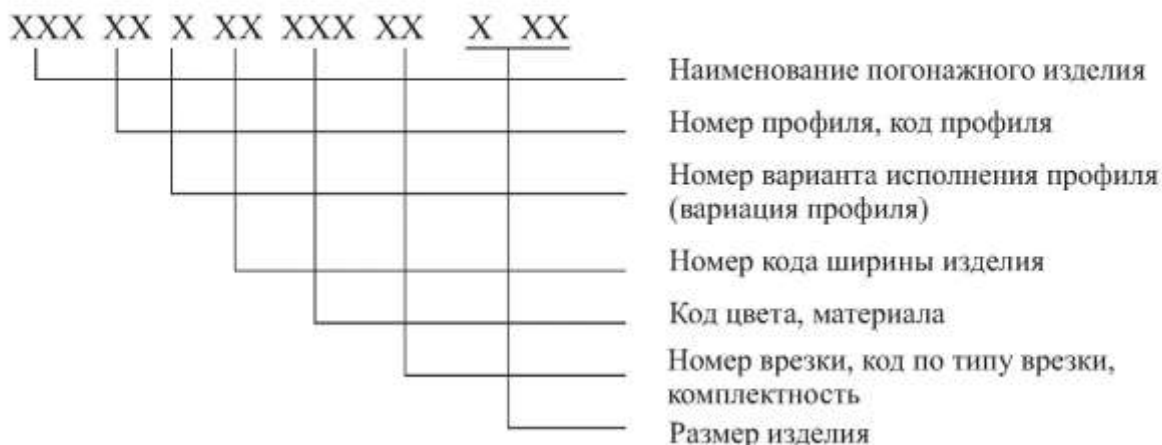 XXX XX X XX XXX XX X XX
Наименование погонажного изделия
Номер профиля, код профиля
Номер варианта исполнения профиля
(вариация профиля)
Номер кода ширины изделия
Код цвета, материала
Номер врезки, код по типу врезки,
комплектность
Размер изделия